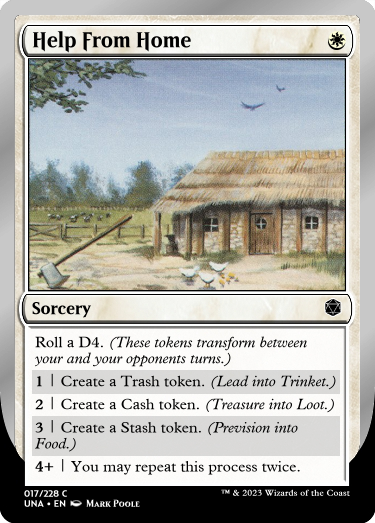 Help From Home
Sorcery
Roll a D4. (These tokens transform between
your and your opponents turns.)
1 | Create a Trash token. (Lead into Trinket.)
2 | Create a Cash token. (Treasure into Loot.)
3 | Create a Stash token. (Prevision into
Food.)
4+ | You may repeat this process twice.
017/228 C
UNA • EN Mark Poole
™ & 2023 Wizards of the Coast